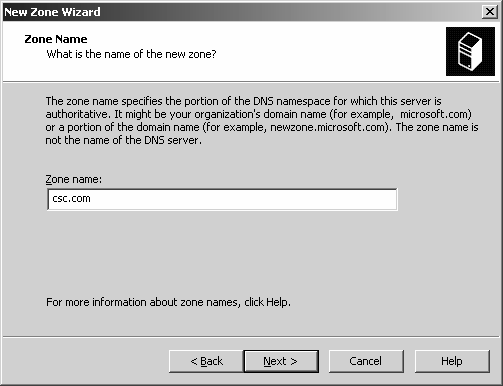 New Zone Wizard
Zone Name
What is the name of the new zone?
The zone name specifies the portion of the DNS namespace for which this server is
authoritative. It might be your organization's domain name (for example,  microsoft.com)
or a portion of the domain name (for example, newzone.microsoft.com). The zone name is
not the name of the DNS server.
Zone name:
csc.com
For more information about zone names, click Help.
< Back Next > Cancel Help